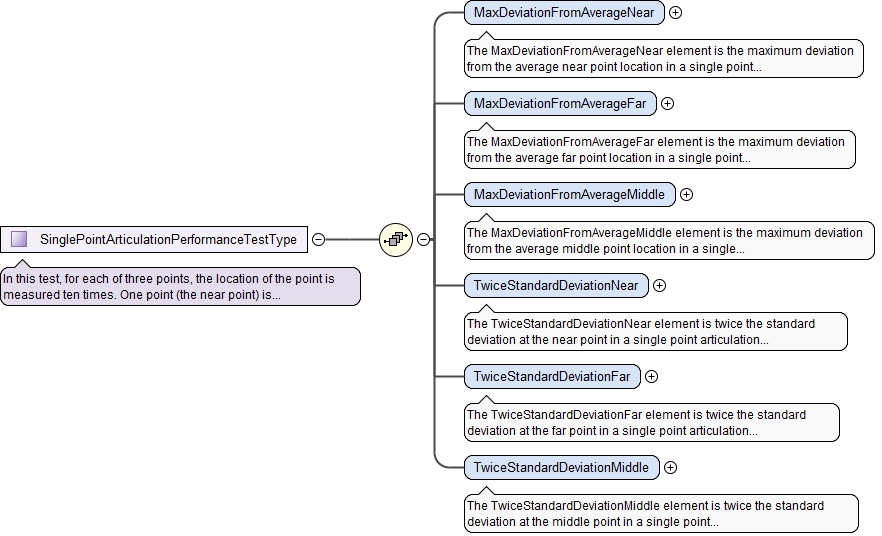 MaxDeviationFromAverageNear
The MaxDeviationFromAverageNear element is the maximum deviation
from the average near point location in a single point...
MaxDeviationFromAverageFar
The MaxDeviationFromAverageFar element is the maximum deviation
from the average far point location in a single point...
MaxDeviationFromAverageMiddle
The MaxDeviationFromAverageMiddle element is the maximum deviation
from the average middle point location in a single...
SinglePointArticulationPerformanceTestType
In this test, for each of three points, the location of the point is
measured ten times. One point (the near point) is...
TwiceStandardDeviationNear
The TwiceStandardDeviationNear element is twice the standard
deviation at the near point in a single point articulation...
TwiceStandardDeviationFar
The TwiceStandardDeviationFar element is twice the standard
deviation at the far point in a single point articulation...
TwiceStandardDeviationMiddle
The TwiceStandardDeviationMiddle element is twice the standard
deviation at the middle point in a single point...